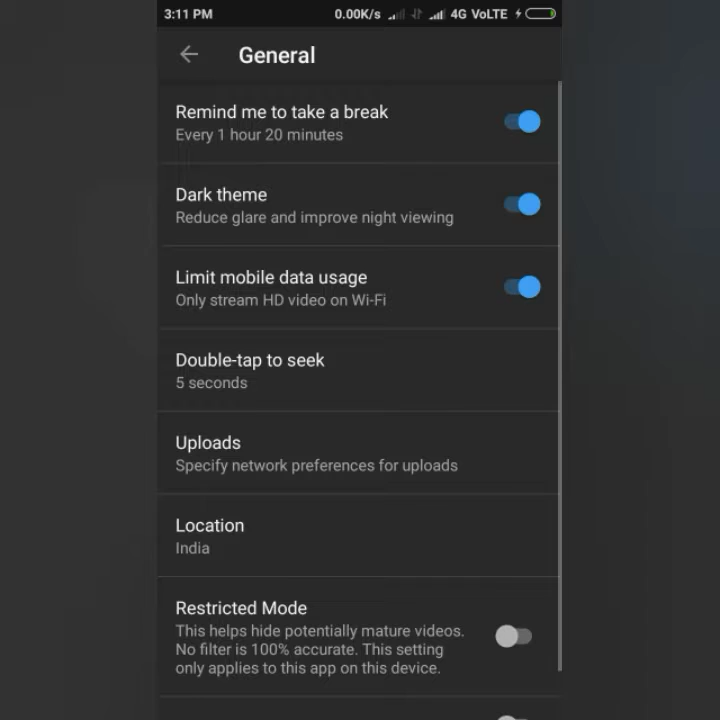 3:11 PM 0.00K/s 4G VoLTE
General
Remind me to take a break
Every 1 hour 20 minutes
Dark theme
Reduce glare and improve night viewing
Limit mobile data usage
Only stream HD video on Wi-Fi
Double-tap to seek
5 seconds
Uploads
Specify network preferences for uploads
Location
India
Restricted Mode
This helps hide potentially mature videos.
No filter is 100% accurate. This setting
only applies to this app on this device.